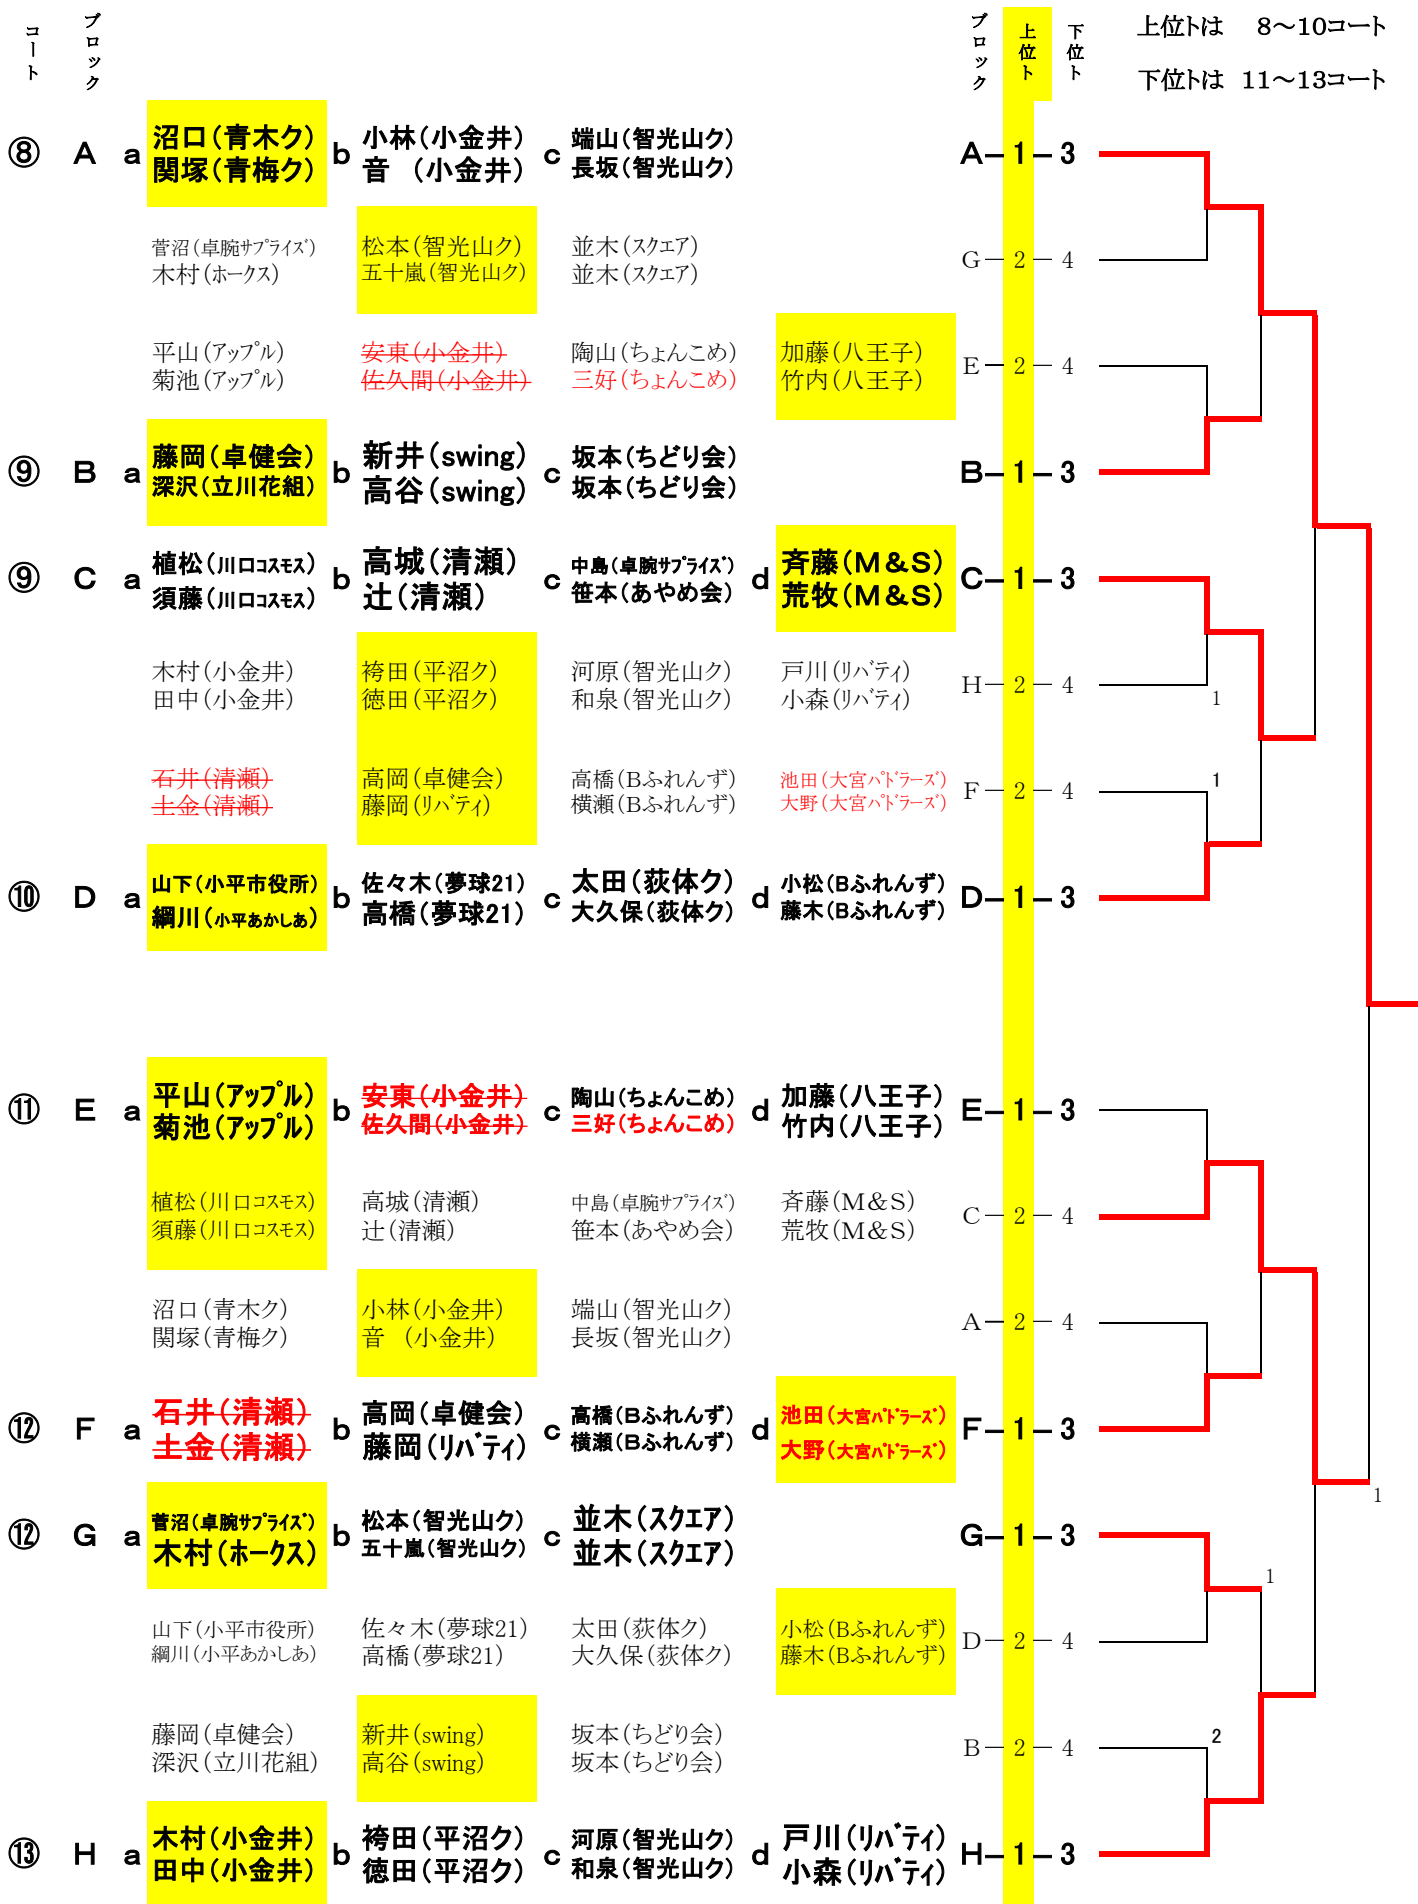 コート ブロック ブロック 上位ト 下位ト 上位トは 8～10コート
下位トは 11～13コート
⑧ A a 沼口(青木ク) b 小林(小金井) c 端山(智光山ク) A 1 3
関塚(青梅ク) 音 (小金井) 長坂(智光山ク)
菅沼(卓腕サプライズ) 松本(智光山ク) 並木(スクエア) G 2 4
木村(ホークス) 五十嵐(智光山ク) 並木(スクエア)
平山(アップル) 安東(小金井) 陶山(ちょんこめ) 加藤(八王子) E 2 4
菊池(アップル) 佐久間(小金井) 三好(ちょんこめ) 竹内(八王子)
⑨ B a 藤岡(卓健会) b 新井(swing) c 坂本(ちどり会) B 1 3
深沢(立川花組) 高谷(swing) 坂本(ちどり会)
⑨ C a 植松(川口コスモス) b 高城(清瀬) c 中島(卓腕サプライズ) d 斉藤(M&S) C 1 3
須藤(川口コスモス) 辻(清瀬) 笹本(あやめ会) 荒牧(M&S)
木村(小金井) 袴田(平沼ク) 河原(智光山ク) 戸川(リバティ) H 2 4
田中(小金井) 徳田(平沼ク) 和泉(智光山ク) 小森(リバティ) 1
石井(清瀬) 高岡(卓健会) 高橋(Bふれんず) 池田(大宮パドラーズ) F 2 4 1
土金(清瀬) 藤岡(リバティ) 横瀬(Bふれんず) 大野(大宮パドラーズ)
⑩ D a 山下(小平市役所) b 佐々木(夢球21) c 太田(荻体ク) d 小松(Bふれんず) D 1 3
綱川(小平あかしあ) 高橋(夢球21) 大久保(荻体ク) 藤木(Bふれんず)
⑪ E a 平山(アップル) b 安東(小金井) c 陶山(ちょんこめ) d 加藤(八王子) E 1 3
菊池(アップル) 佐久間(小金井) 三好(ちょんこめ) 竹内(八王子)
植松(川口コスモス) 高城(清瀬) 中島(卓腕サプライズ) 斉藤(M&S) C 2 4
須藤(川口コスモス) 辻(清瀬) 笹本(あやめ会) 荒牧(M&S)
沼口(青木ク) 小林(小金井) 端山(智光山ク) A 2 4
関塚(青梅ク) 音 (小金井) 長坂(智光山ク)
⑫ F a 石井(清瀬) b 高岡(卓健会) c 高橋(Bふれんず) d 池田(大宮パドラーズ) F 1 3
土金(清瀬) 藤岡(リバティ) 横瀬(Bふれんず) 大野(大宮パドラーズ)
1
⑫ G a 菅沼(卓腕サプライズ) b 松本(智光山ク) c 並木(スクエア) G 1 3
木村(ホークス) 五十嵐(智光山ク) 並木(スクエア)
1
山下(小平市役所) 佐々木(夢球21) 太田(荻体ク) 小松(Bふれんず) D 2 4
綱川(小平あかしあ) 高橋(夢球21) 大久保(荻体ク) 藤木(Bふれんず)
藤岡(卓健会) 新井(swing) 坂本(ちどり会) B 2 4 2
深沢(立川花組) 高谷(swing) 坂本(ちどり会)
⑬ H a 木村(小金井) b 袴田(平沼ク) c 河原(智光山ク) d 戸川(リバティ) H 1 3
田中(小金井) 徳田(平沼ク) 和泉(智光山ク) 小森(リバティ)